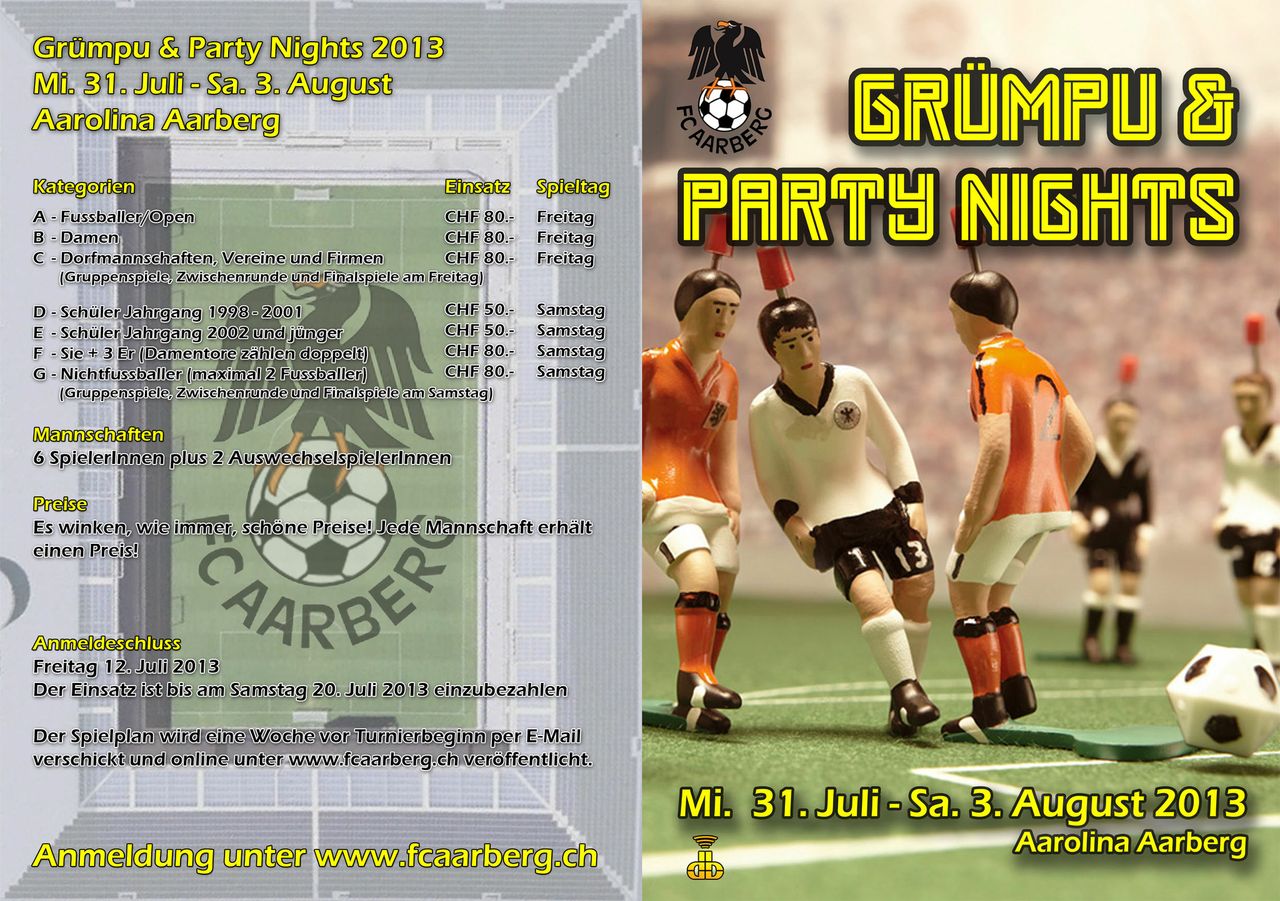 Grümpu & Party Nights 2013
Mi. 31. Juli - Sa. 3. August
Aarolina Aarberg
Kategorien Einsatz Spieltag
A - Fussballer/Open CHF 80.- Freitag
B - Damen CHF 80.- Freitag
C - Dorfmannschaften, Vereine und Firmen CHF 80.- Freitag
(Gruppenspiele, Zwischenrunde und Finalspiele am Freitag)
D - Schüler Jahrgang 1998 - 2001 CHF 50.- Samstag
E - Schüler Jahrgang 2002 und jünger CHF 50.- Samstag
F - Sie + 3 Er (Damentore zählen doppelt) CHF 80.- Samstag
G - Nichtfussballer (maximal 2 Fussballer) CHF 80.- Samstag
(Gruppenspiele, Zwischenrunde und Finalspiele am Samstag)
Mannschaften
6 SpielerInnen plus 2 AuswechselspielerInnen
Preise
Es winken, wie immer, schöne Preise! Jede Mannschaft erhält
einen Preis!
FC AARBERG
Anmeldeschluss
Freitag 12. Juli 2013
Der Einsatz ist bis am Samstag 20. Juli 2013 einzubezahlen
Der Spielplan wird eine Woche vor Turnierbeginn per E-Mail
verschickt und online unter www.fcaarberg.ch veröffentlicht.
Anmeldung unter www.fcaarberg.ch
FC AARBERG
GRÜMPU &
PARTY NIGHTS
2
1 13
Mi. 31. Juli - Sa. 3. August 2013
Aarolina Aarberg